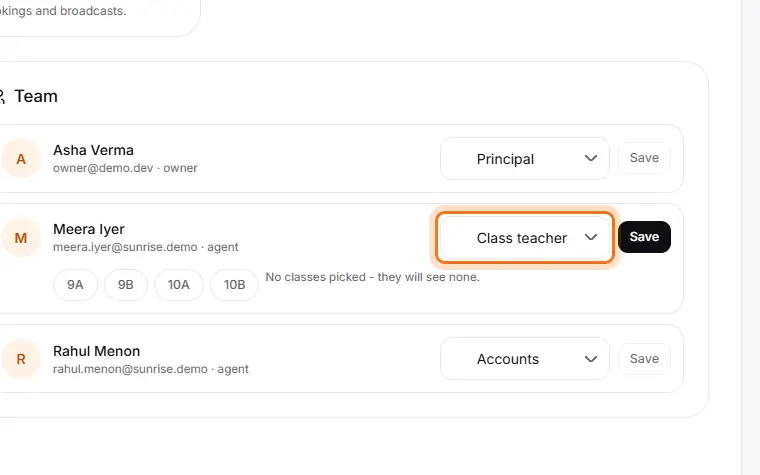 kings and broadcasts.
Team
A
Asha Verma
owner@demo.dev · owner
Principal
Save
M
Meera Iyer
meera.iyer@sunrise.demo · agent
Class teacher
Save
9A
9B
10A
10B
No classes picked - they will see none.
R
Rahul Menon
rahul.menon@sunrise.demo · agent
Accounts
Save